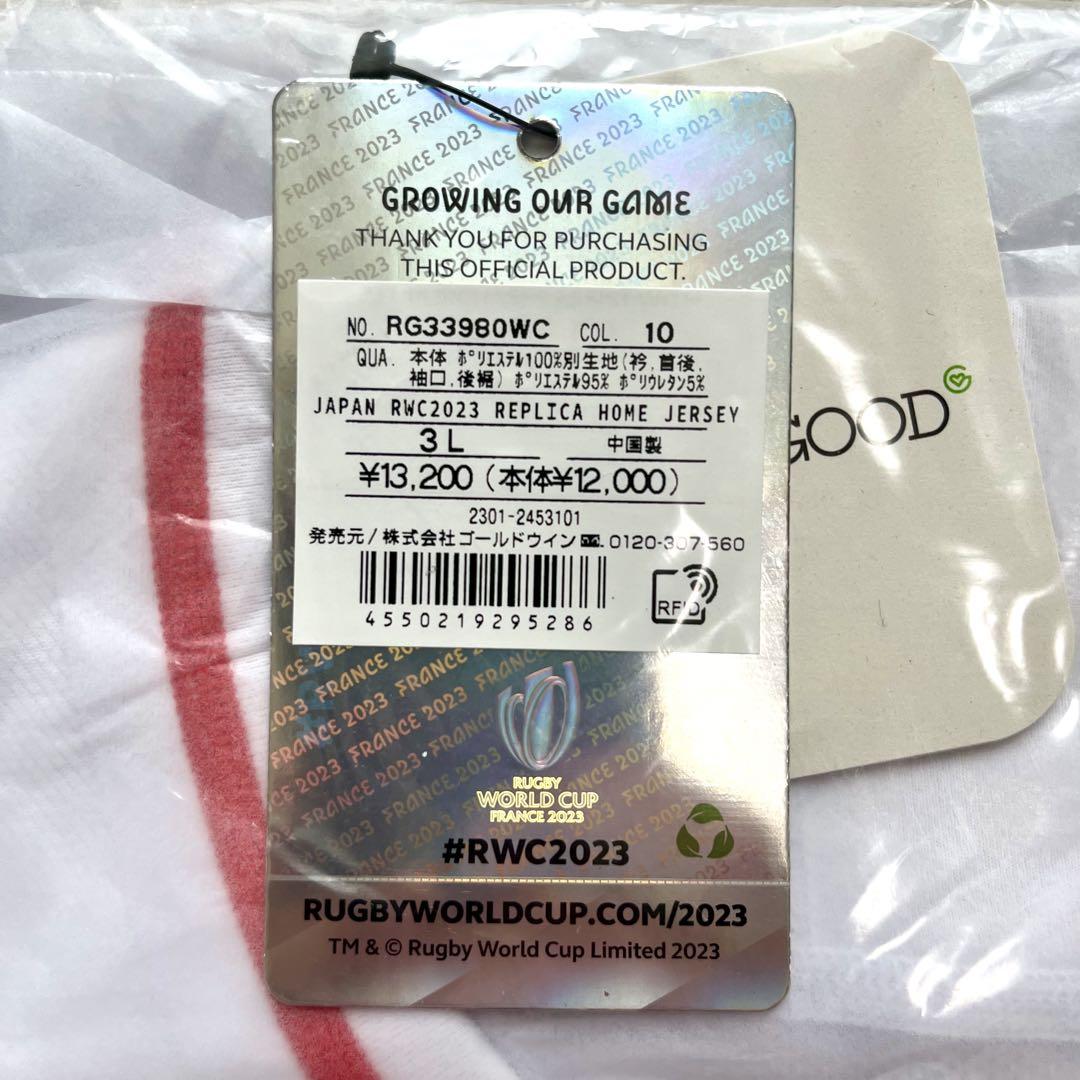 GROWING OUR GAME
THANK YOU FOR PURCHASING
THIS OFFICIAL PRODUCT.
NO. RG33980WC COL. 10
QUA. 本体 ポリエステル100%別生地(衿,首後,
袖口,後裾) ポリエステル95% ポリウレタン5%
JAPAN RWC2023 REPLICA HOME JERSEY
3L 中国製
¥13,200(本体¥12,000)
2301-2453101
発売元/株式会社ゴールドウイン 0120-307-560
4550219295286
RFID
RUGBY
WORLD CUP
FRANCE 2023
#RWC2023
RUGBYWORLDCUP.COM/2023
TM & © Rugby World Cup Limited 2023
GOOD
FRANCE 2023 FRANCE 2023 FRANCE 2023